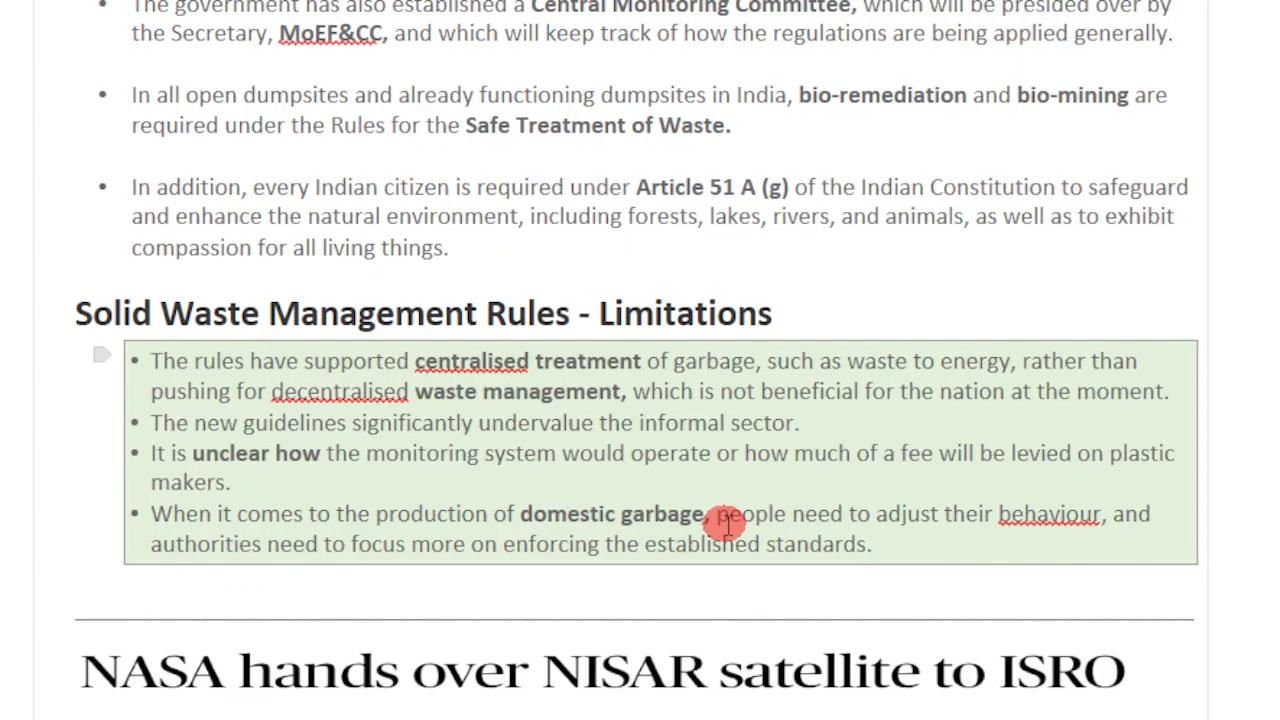 The government has also established a Central Monitoring Committee, which will be presided over by
the Secretary, MoEF&CC, and which will keep track of how the regulations are being applied generally.
• In all open dumpsites and already functioning dumpsites in India, bio-remediation and bio-mining are
required under the Rules for the Safe Treatment of Waste.
• In addition, every Indian citizen is required under Article 51 A (g) of the Indian Constitution to safeguard
and enhance the natural environment, including forests, lakes, rivers, and animals, as well as to exhibit
compassion for all living things.
Solid Waste Management Rules - Limitations
• The rules have supported centralised treatment of garbage, such as waste to energy, rather than
pushing for decentralised waste management, which is not beneficial for the nation at the moment.
• The new guidelines significantly undervalue the informal sector.
• It is unclear how the monitoring system would operate or how much of a fee will be levied on plastic
makers.
• When it comes to the production of domestic garbage, people need to adjust their behaviour, and
authorities need to focus more on enforcing the established standards.
NASA hands over NISAR satellite to ISRO